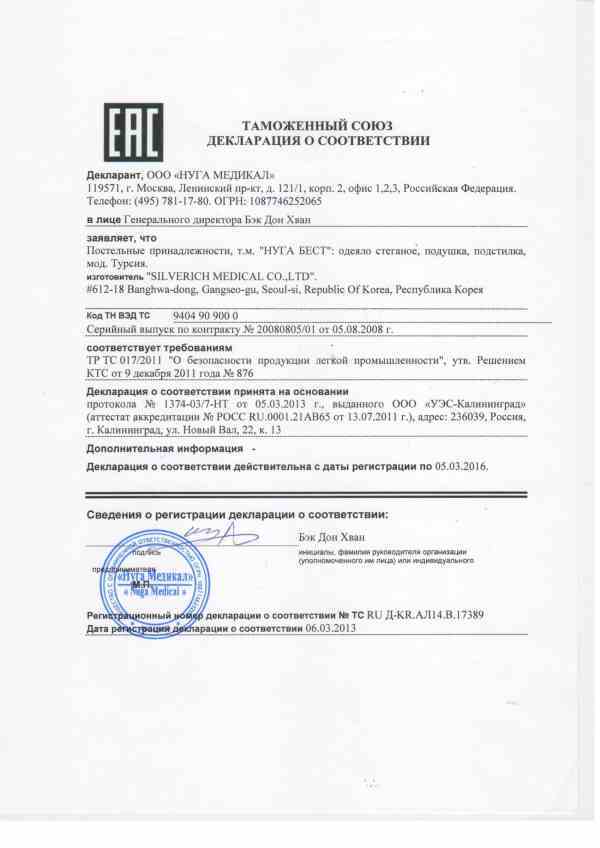 EAC
ТАМОЖЕННЫЙ СОЮЗ
ДЕКЛАРАЦИЯ О СООТВЕТСТВИИ
Декларант, ООО «НУГА МЕДИКАЛ»
119571, г. Москва, Ленинский пр-кт, д. 121/1, корп. 2, офис 1,2,3, Российская Федерация.
Телефон: (495) 781-17-80. ОГРН: 1087746252065
в лице Генерального директора Бэк Дон Хван
заявляет, что
Постельные принадлежности, т.м. "НУГА БЕСТ": одеяло стеганое, подушка, подстилка,
мод. Турсия.
изготовитель "SILVERICH MEDICAL CO.,LTD".
#612-18 Banghwa-dong, Gangseo-gu, Seoul-si, Republic Of Korea, Республика Корея
Код ТН ВЭД ТС 9404 90 900 0
Серийный выпуск по контракту № 20080805/01 от 05.08.2008 г.
соответствует требованиям
ТР ТС 017/2011 "О безопасности продукции легкой промышленности", утв. Решением
КТС от 9 декабря 2011 года № 876
Декларация о соответствии принята на основании
протокола № 1374-03/7-НТ от 05.03.2013 г., выданного ООО «УЭС-Калининград»
(аттестат аккредитации № РОСС RU.0001.21АВ65 от 13.07.2011 г.), адрес: 236039, Россия,
г. Калининград, ул. Новый Вал, 22, к. 13
Дополнительная информация -
Декларация о соответствии действительна с даты регистрации по 05.03.2016.
Сведения о регистрации декларации о соответствии:
Бэк Дон Хван
подпись инициалы, фамилия руководителя организации
(уполномоченного им лица) или индивидуального
предпринимателя
«Нуга Медикал»
М.П.
« Nuga Medical »
Регистрационный номер декларации о соответствии № ТС RU Д-KR.АЛ14.В.17389
Дата регистрации декларации о соответствии 06.03.2013